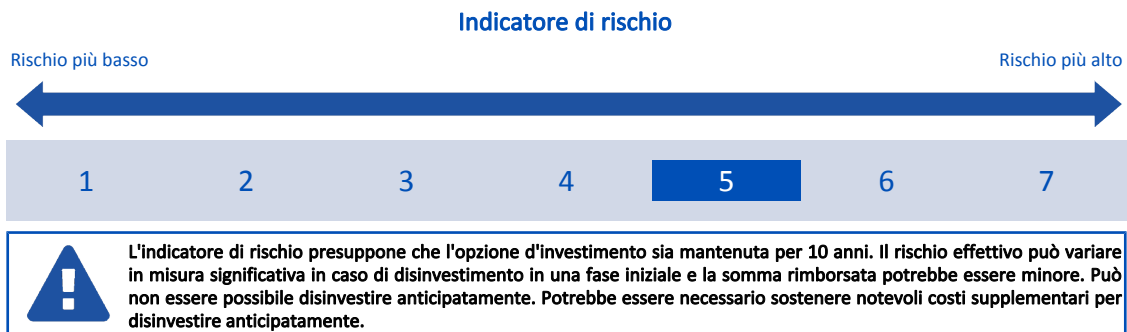 Indicatore di rischio
Rischio più basso
Rischio più alto
1 2 3 4 5 6 7
L'indicatore di rischio presuppone che l'opzione d'investimento sia mantenuta per 10 anni. Il rischio effettivo può variare
in misura significativa in caso di disinvestimento in una fase iniziale e la somma rimborsata potrebbe essere minore. Può
non essere possibile disinvestire anticipatamente. Potrebbe essere necessario sostenere notevoli costi supplementari per
disinvestire anticipatamente.